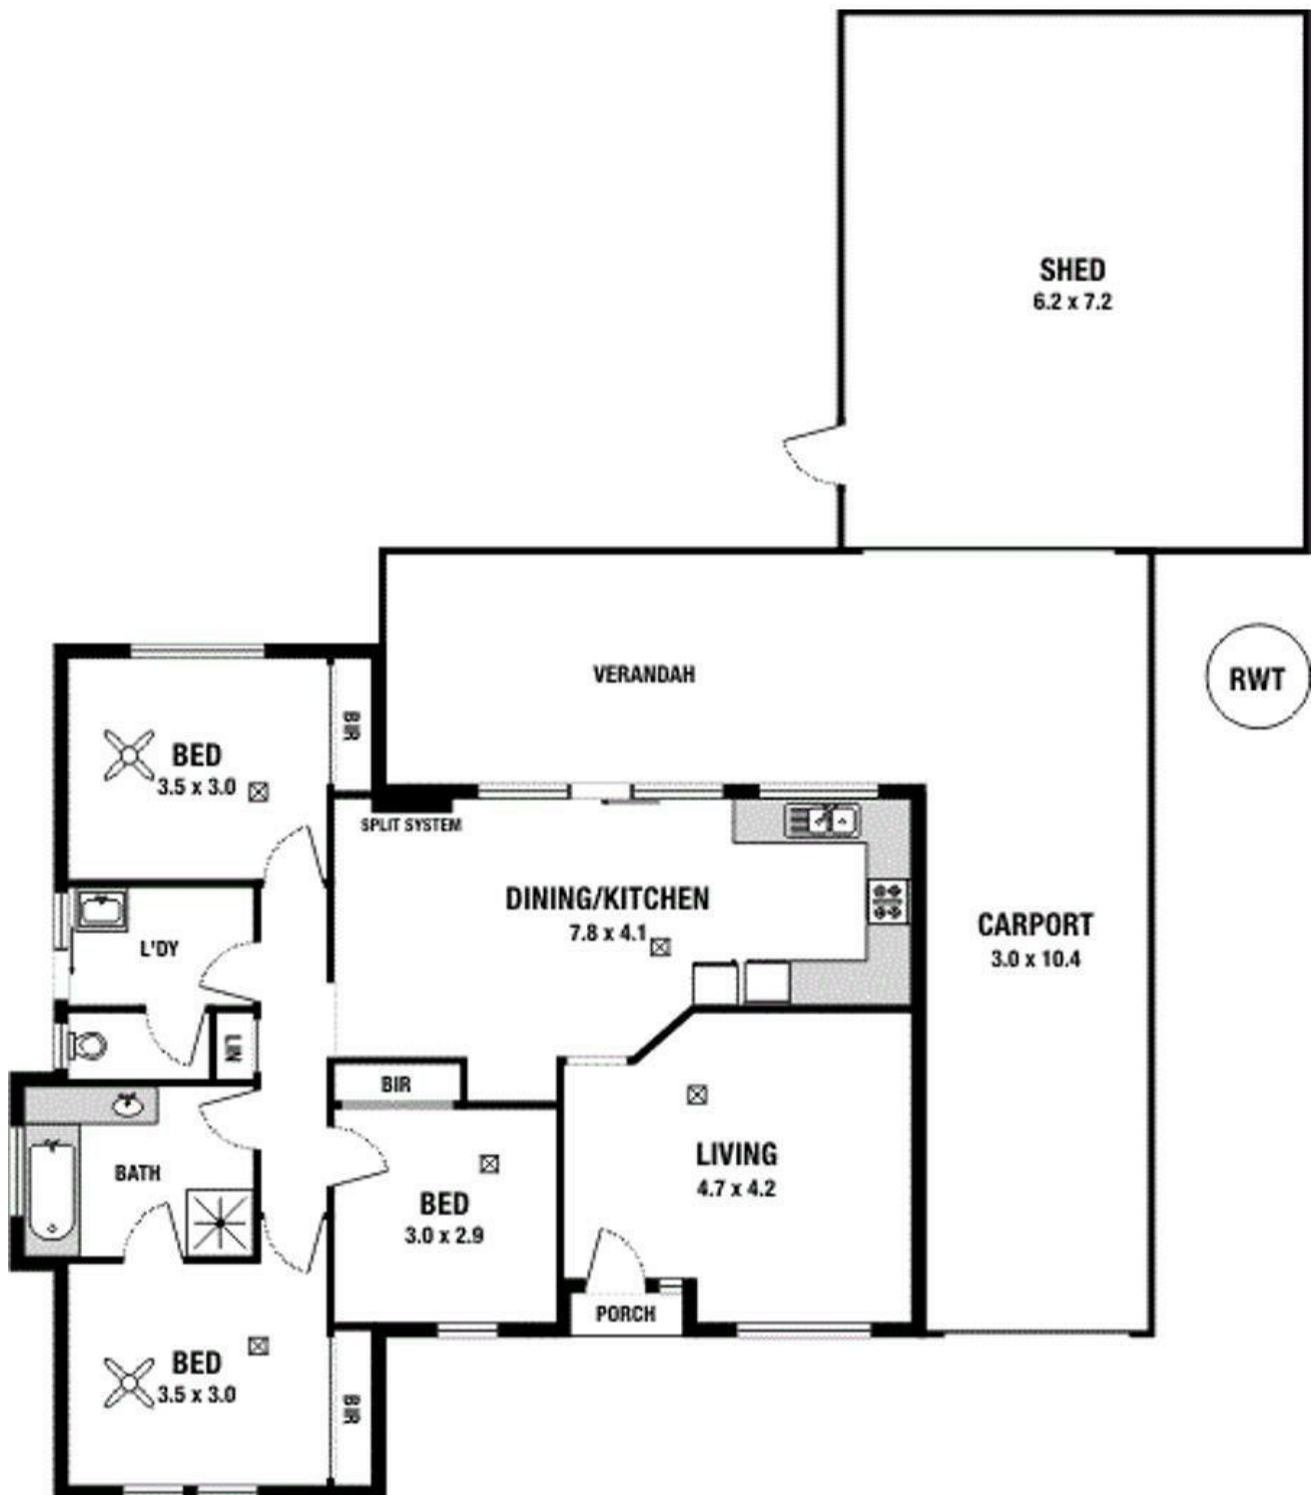 SHED
6.2 x 7.2
VERANDAH
RWT
BIR
BED
3.5 x 3.0
SPLIT SYSTEM
DINING/KITCHEN
7.8 x 4.1
CARPORT
3.0 x 10.4
L'DY
LIN
BIR
BATH
LIVING
4.7 x 4.2
BED
3.0 x 2.9
PORCH
BED
3.5 x 3.0
BIR